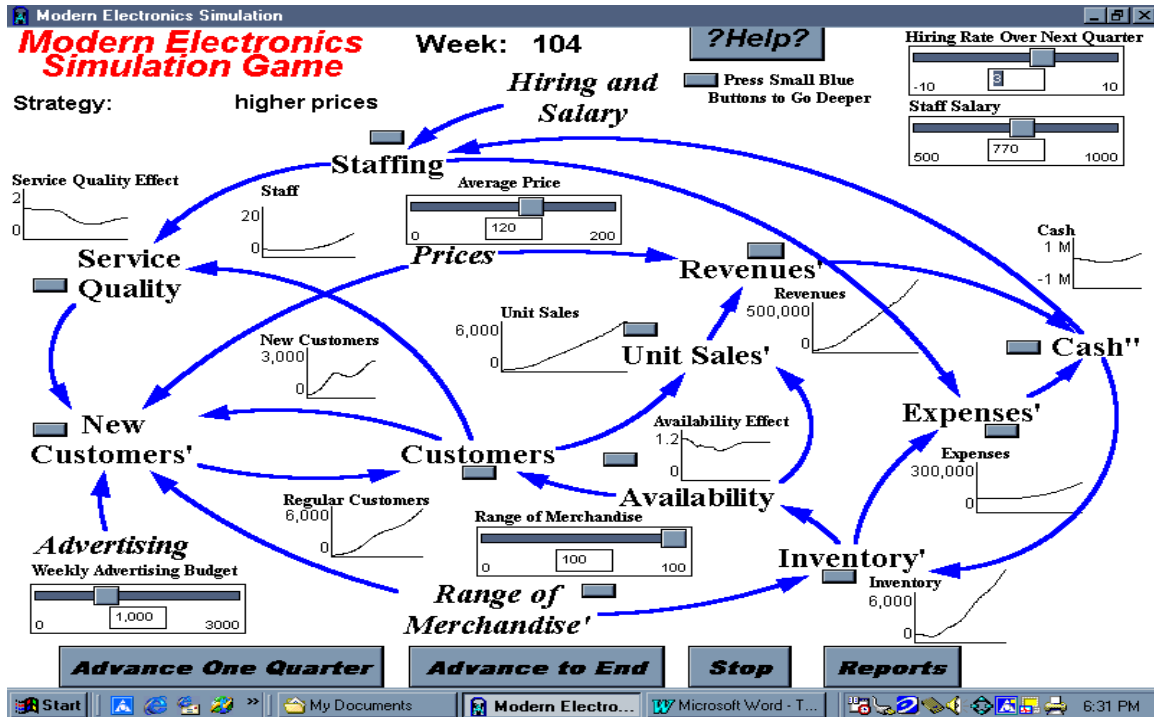 Modern Electronics Simulation
Modern Electronics
Simulation Game
Week: 104
?Help?
Strategy: higher prices
Press Small Blue
Buttons to Go Deeper
Hiring Rate Over Next Quarter
3
-10 10
Staff Salary
770
500 1000
Hiring and
Salary
Staffing
Service Quality Effect
2
0
Staff
20
0
Average Price
120
0 200
Service
Quality
Prices
Revenues'
Cash
1 M
-1 M
Revenues
500,000
0
Unit Sales
6,000
0
Unit Sales'
Cash"
New Customers
3,000
0
New
Customers'
Customers
Availability Effect
1.2
0
Availability
Expenses'
Expenses
300,000
0
Regular Customers
6,000
0
Range of Merchandise
100
0 100
Advertising
Weekly Advertising Budget
1,000
0 3000
Range of
Merchandise'
Inventory'
Inventory
6,000
0
Advance One Quarter
Advance to End
Stop
Reports
Start
»
My Documents
Modern Electro...
Microsoft Word - T...
6:31 PM